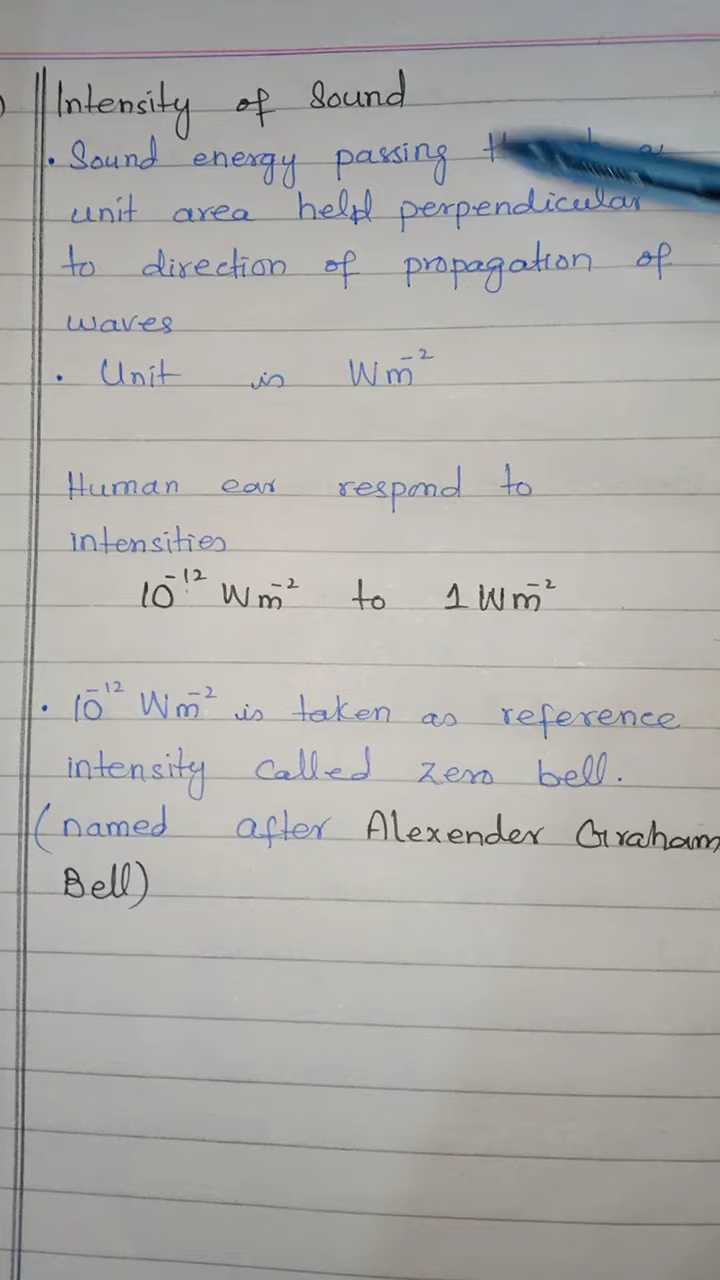 Intensity of Sound
• Sound energy passing
unit area held perpendicular
to direction of propagation of
waves
• Unit is Wm⁻²
Human ear respond to
intensities
10⁻¹² Wm⁻² to 1 Wm⁻²
• 10⁻¹² Wm⁻² is taken as reference
intensity called zero bell.
(named after Alexender Graham
Bell)